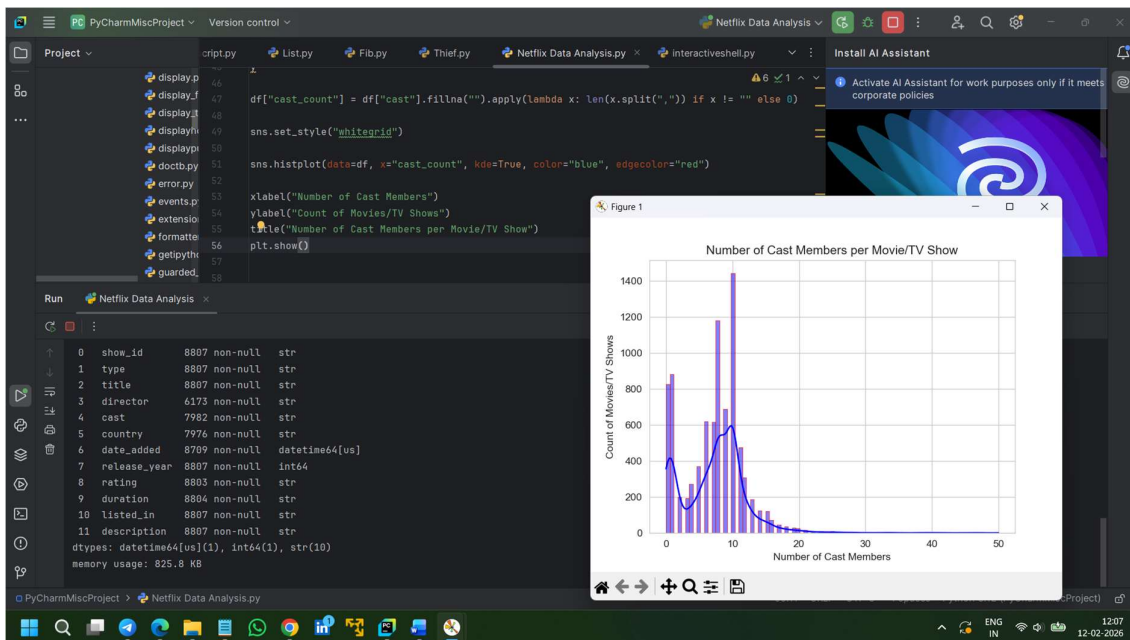 PC PyCharmMiscProject Version control Netflix Data Analysis
Project
cript.py List.py Fib.py Thief.py Netflix Data Analysis.py interactiveshell.py
Install AI Assistant
Activate AI Assistant for work purposes only if it meets
corporate policies
display.p
display_f
display_t
displayh
displaypu
doctb.py
error.py
events.p
extensio
formatte
getipytho
guarded_
6 1
46
47 df["cast_count"] = df["cast"].fillna("").apply(lambda x: len(x.split(",")) if x != "" else 0)
48
49 sns.set_style("whitegrid")
50
51 sns.histplot(data=df, x="cast_count", kde=True, color="blue", edgecolor="red")
52
53 xlabel("Number of Cast Members")
54 ylabel("Count of Movies/TV Shows")
55 title("Number of Cast Members per Movie/TV Show")
56 plt.show()
57
58
Run Netflix Data Analysis
0 show_id 8807 non-null str
1 type 8807 non-null str
2 title 8807 non-null str
3 director 6173 non-null str
4 cast 7982 non-null str
5 country 7976 non-null str
6 date_added 8709 non-null datetime64[us]
7 release_year 8807 non-null int64
8 rating 8803 non-null str
9 duration 8804 non-null str
10 listed_in 8807 non-null str
11 description 8807 non-null str
dtypes: datetime64[us](1), int64(1), str(10)
memory usage: 825.8 KB
Figure 1
Number of Cast Members per Movie/TV Show
Count of Movies/TV Shows
1400
1200
1000
800
600
400
200
0
0 10 20 30 40 50
Number of Cast Members
PyCharmMiscProject > Netflix Data Analysis.py
Project)
ENG
IN
12:07
12-02-2026